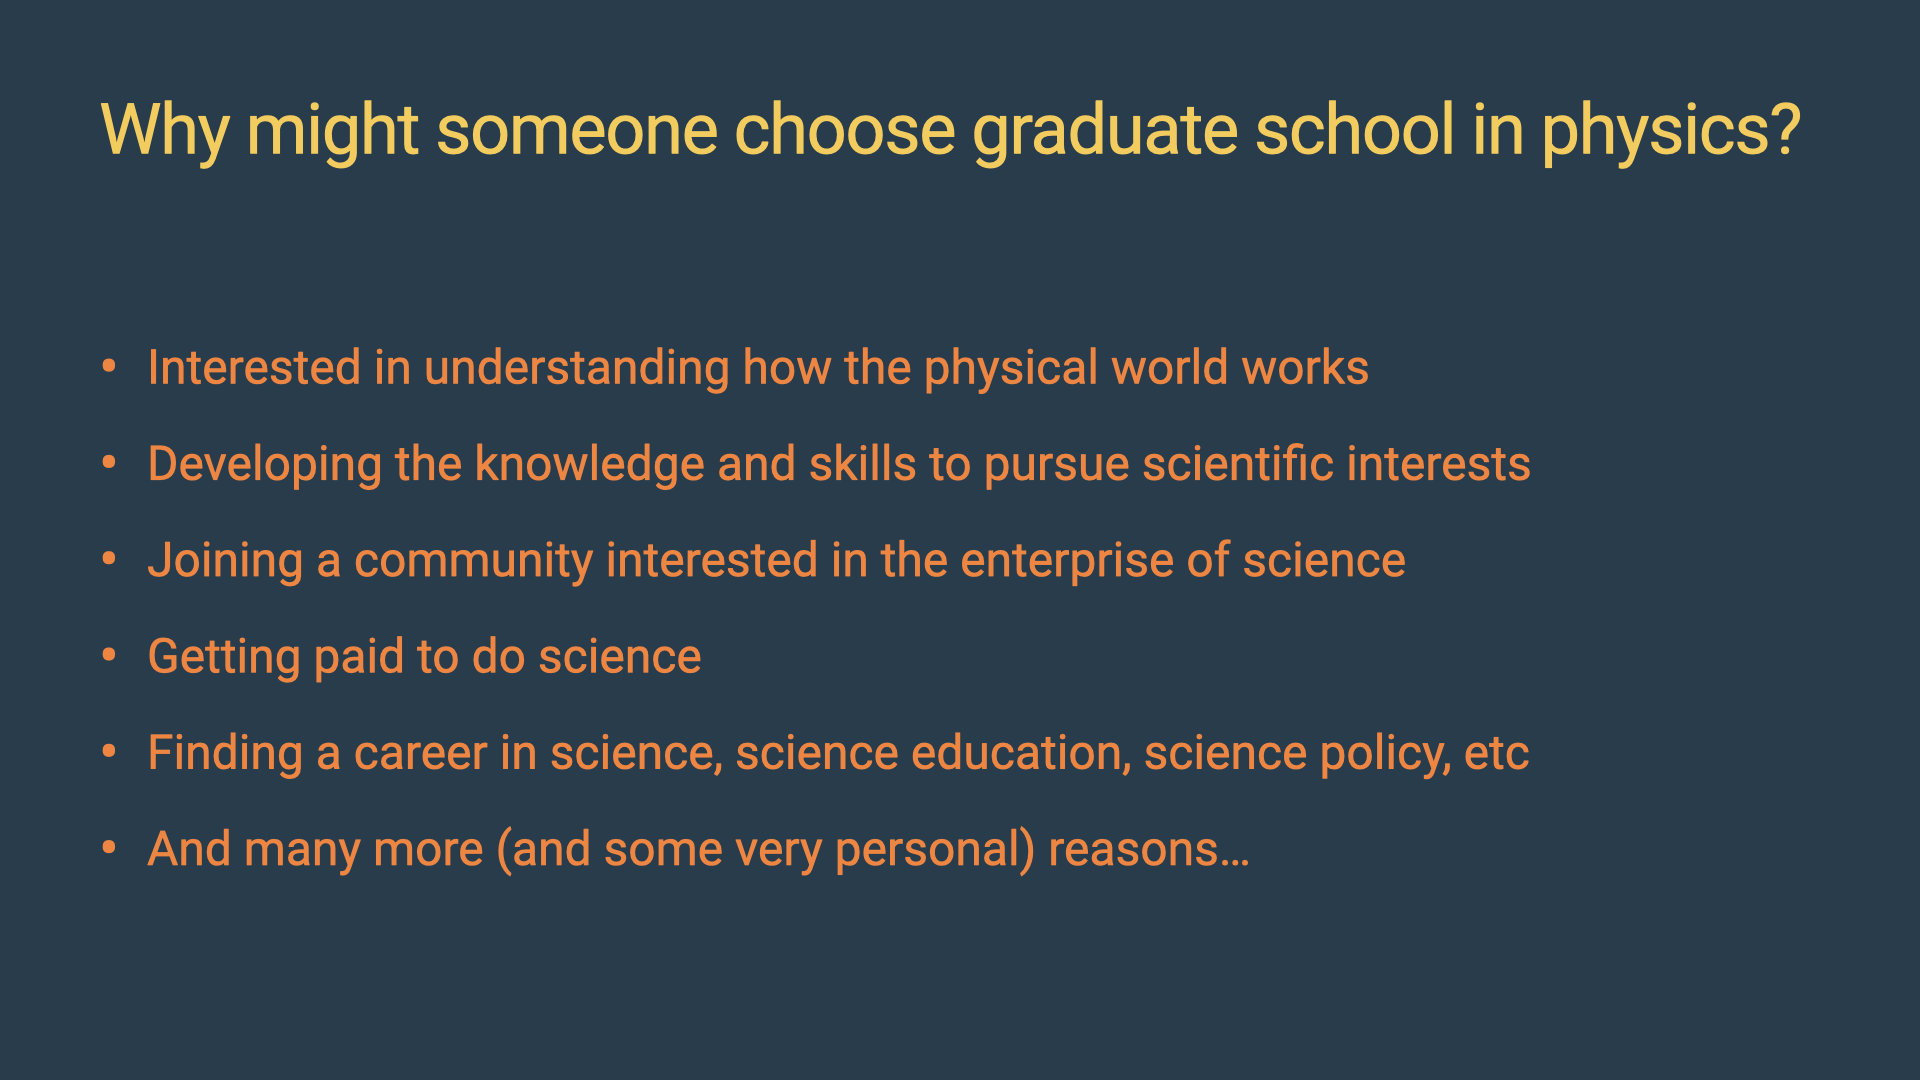 Why might someone choose graduate school in physics?
• Interested in understanding how the physical world works
• Developing the knowledge and skills to pursue scientific interests
• Joining a community interested in the enterprise of science
• Getting paid to do science
• Finding a career in science, science education, science policy, etc
• And many more (and some very personal) reasons…